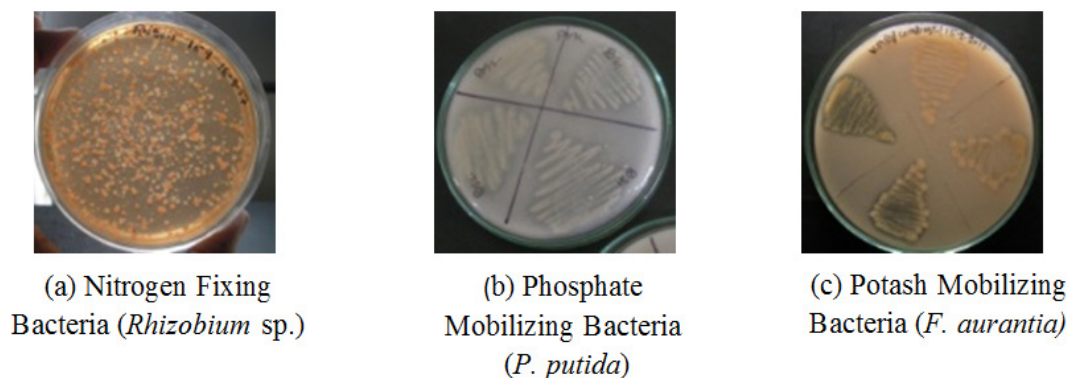 (a) Nitrogen Fixing
Bacteria (Rhizobium sp.)
(b) Phosphate
Mobilizing Bacteria
(P. putida)
(c) Potash Mobilizing
Bacteria (F. aurantia)